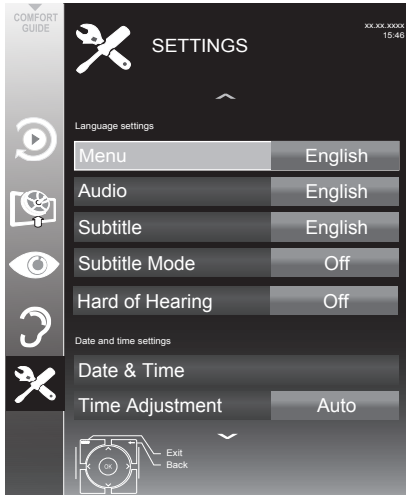 COMFORT
GUIDE
SETTINGS
xx.xx.xxxx
15:46
Language settings
Menu English
Audio English
Subtitle English
Subtitle Mode Off
Hard of Hearing Off
Date and time settings
Date & Time
Time Adjustment Auto
Exit
Back
OK